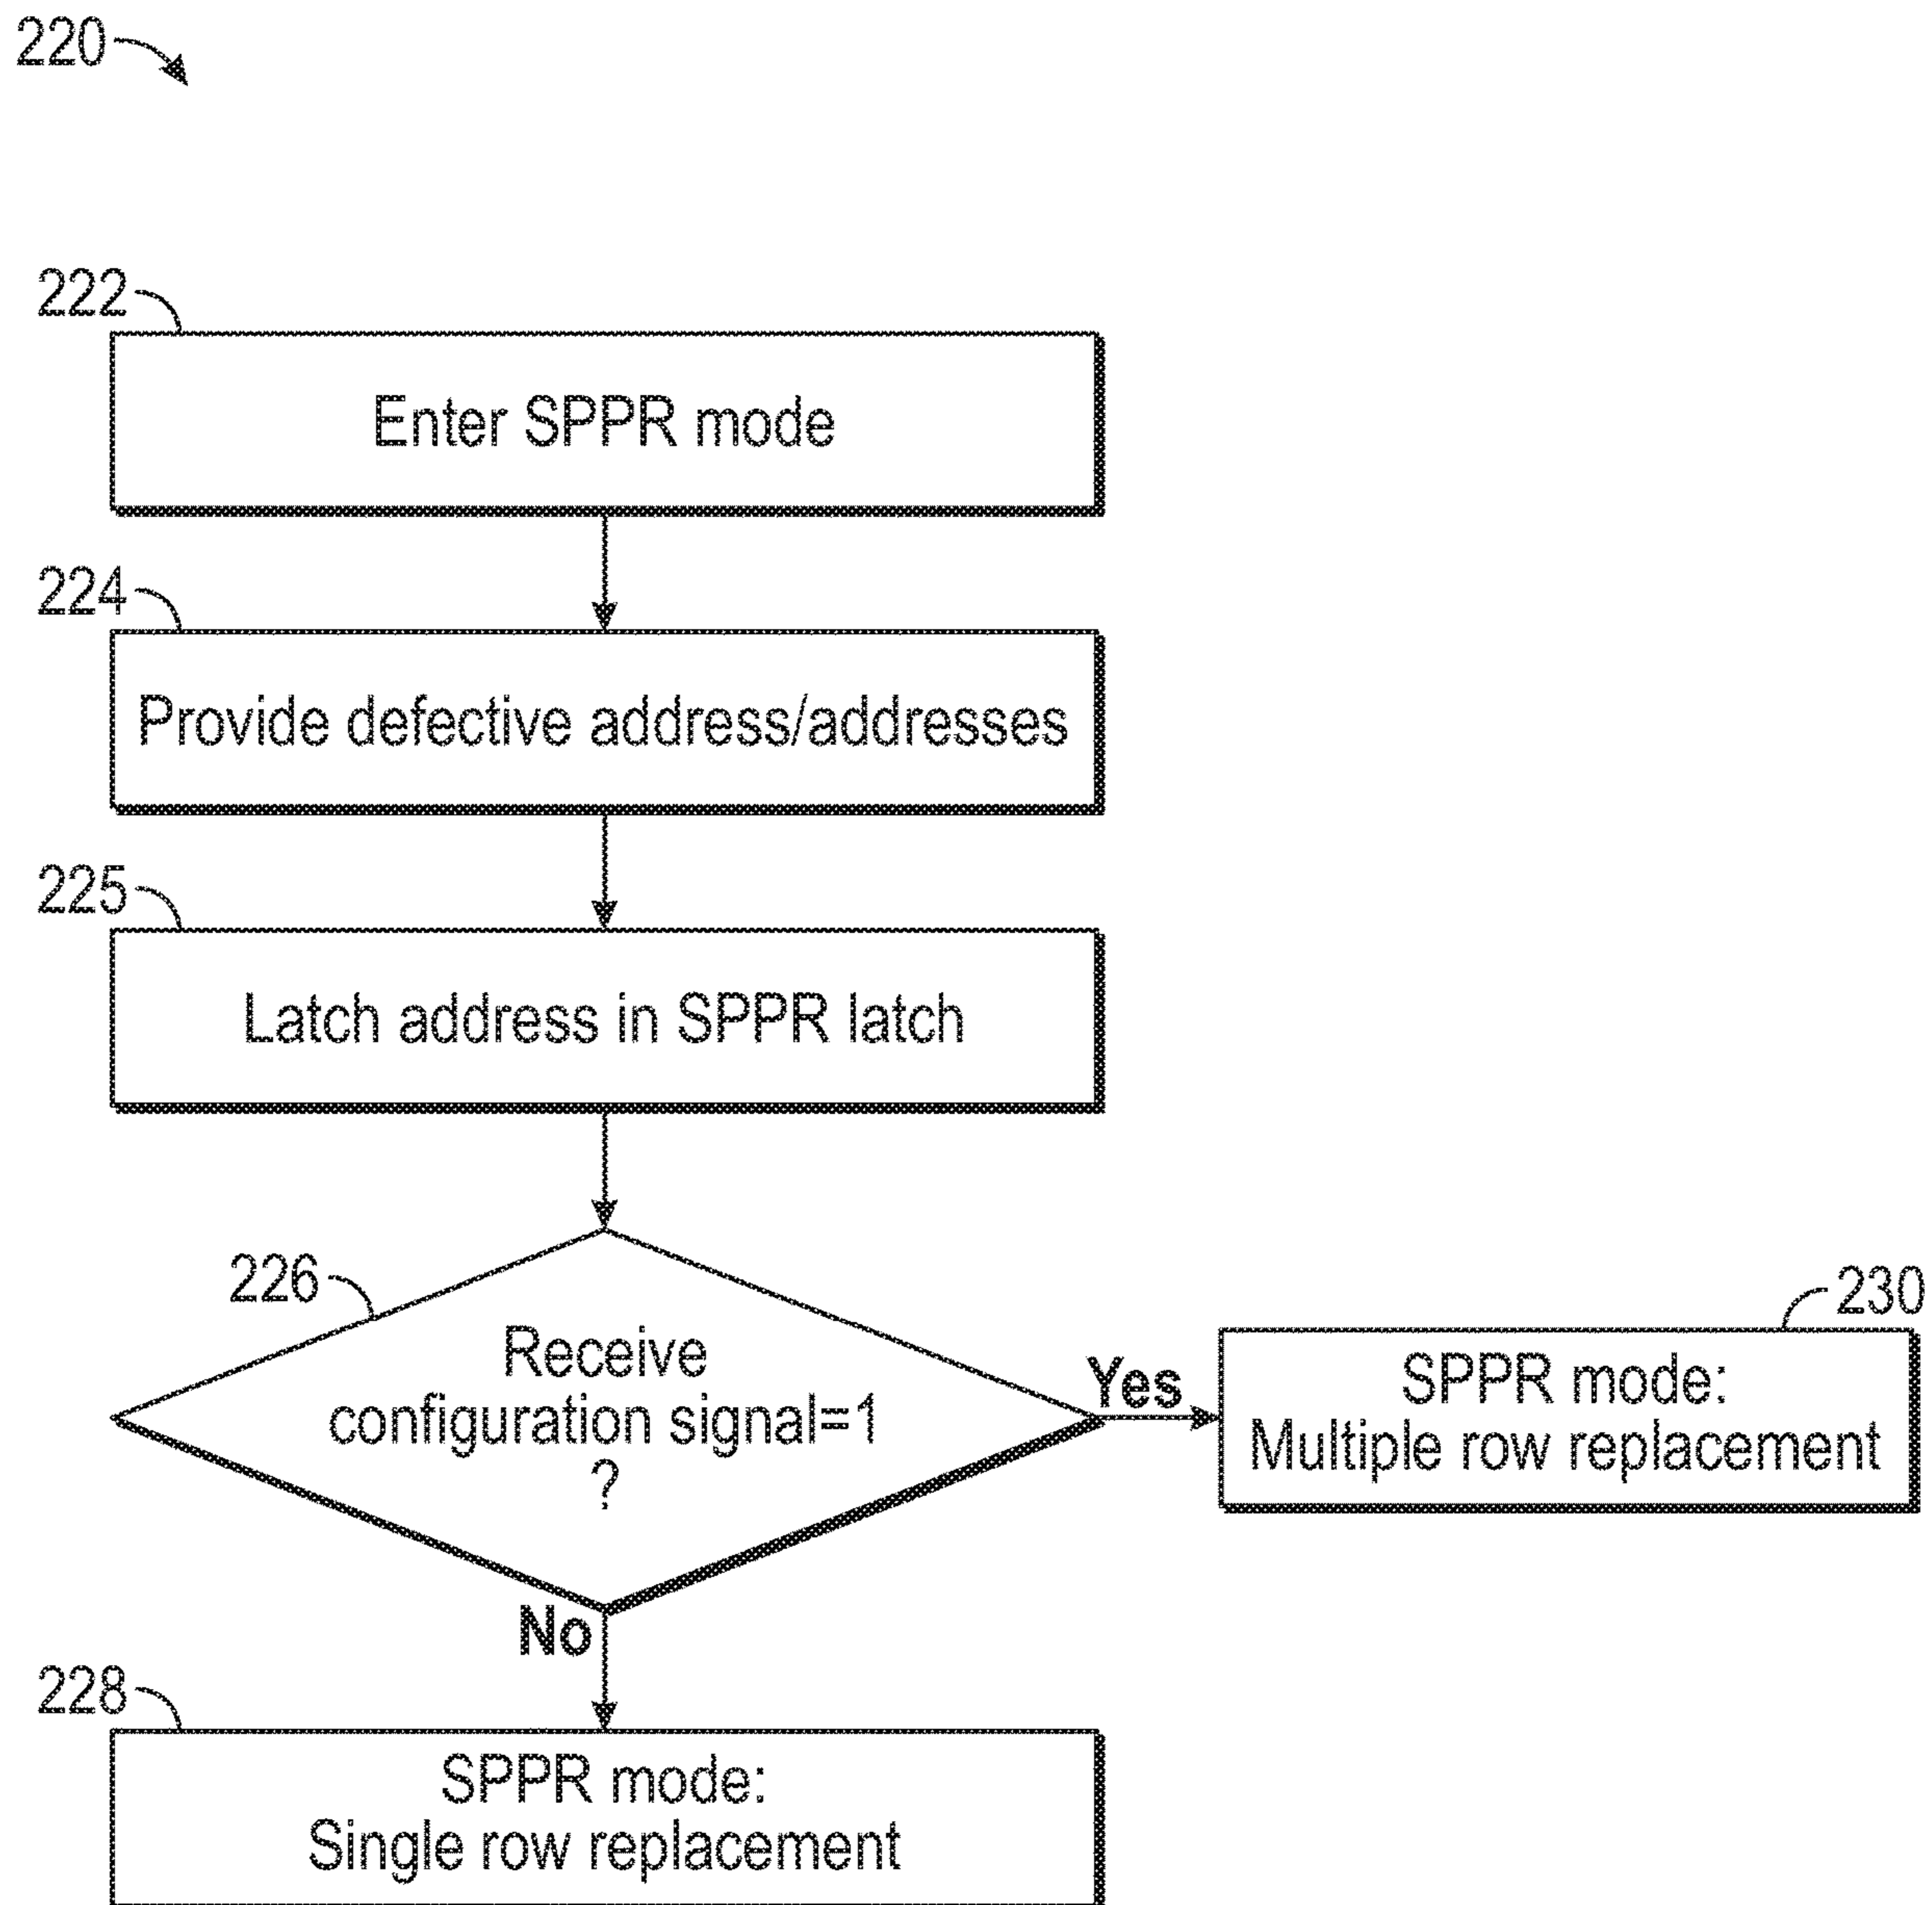 220
222
Enter SPPR mode
224
Provide defective address/addresses
225
Latch address in SPPR latch
226
Receive
configuration signal=1
?
Yes
230
SPPR mode:
Multiple row replacement
No
228
SPPR mode:
Single row replacement